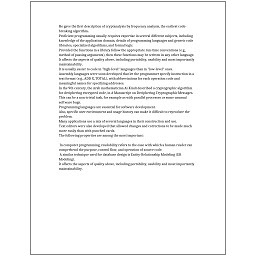 He gave the first description of cryptanalysis by frequency analysis, the earliest code-
breaking algorithm.
Proficient programming usually requires expertise in several different subjects, including
knowledge of the application domain, details of programming languages and generic code
libraries, specialized algorithms, and formal logic.
Provided the functions in a library follow the appropriate run-time conventions (e.g.,
method of passing arguments), then these functions may be written in any other language.
It affects the aspects of quality above, including portability, usability and most importantly
maintainability.
It is usually easier to code in "high-level" languages than in "low-level" ones.
Assembly languages were soon developed that let the programmer specify instruction in a
text format (e.g., ADD X, TOTAL), with abbreviations for each operation code and
meaningful names for specifying addresses.
In the 9th century, the Arab mathematician Al-Kindi described a cryptographic algorithm
for deciphering encrypted code, in A Manuscript on Deciphering Cryptographic Messages.
This can be a non-trivial task, for example as with parallel processes or some unusual
software bugs.
Programming languages are essential for software development.
Also, specific user environment and usage history can make it difficult to reproduce the
problem.
Many applications use a mix of several languages in their construction and use.
Text editors were also developed that allowed changes and corrections to be made much
more easily than with punched cards.
The following properties are among the most important:

In computer programming, readability refers to the ease with which a human reader can
comprehend the purpose, control flow, and operation of source code.
A similar technique used for database design is Entity-Relationship Modeling (ER
Modeling).
It affects the aspects of quality above, including portability, usability and most importantly
maintainability.